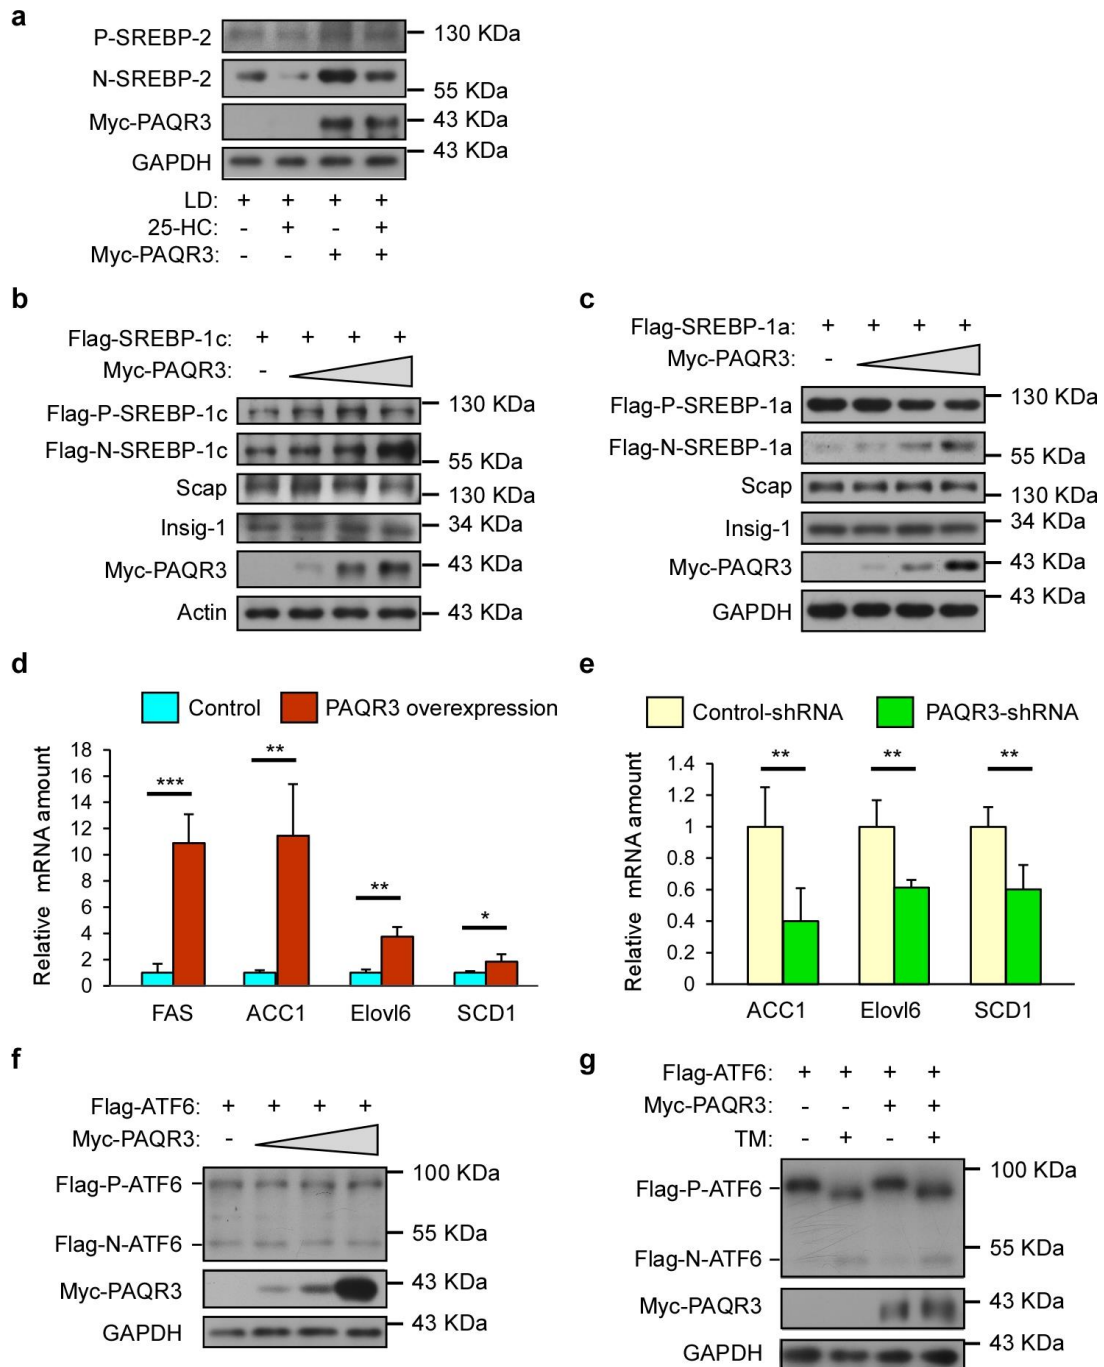 a
P-SREBP-2
130 KDa
N-SREBP-2
55 KDa
Myc-PAQR3
43 KDa
GAPDH
43 KDa
LD: + + + +
25-HC: - + - +
Myc-PAQR3: - - + +
b
Flag-SREBP-1c: + + + +
Myc-PAQR3: -
Flag-P-SREBP-1c
130 KDa
Flag-N-SREBP-1c
55 KDa
Scap
130 KDa
Insig-1
34 KDa
Myc-PAQR3
43 KDa
Actin
43 KDa
c
Flag-SREBP-1a: + + + +
Myc-PAQR3: -
Flag-P-SREBP-1a
130 KDa
Flag-N-SREBP-1a
55 KDa
Scap
130 KDa
Insig-1
34 KDa
Myc-PAQR3
43 KDa
GAPDH
43 KDa
d
Control PAQR3 overexpression
Relative mRNA amount
18
16
14
12
10
8
6
4
2
0
***
**
**
*
FAS ACC1 Elovl6 SCD1
e
Control-shRNA PAQR3-shRNA
Relative mRNA amount
1.4
1.2
1
0.8
0.6
0.4
0.2
0
** ** **
ACC1 Elovl6 SCD1
f
Flag-ATF6: + + + +
Myc-PAQR3: -
Flag-P-ATF6
100 KDa
Flag-N-ATF6
55 KDa
Myc-PAQR3
43 KDa
GAPDH
43 KDa
g
Flag-ATF6: + + + +
Myc-PAQR3: - - + +
TM: - + - +
Flag-P-ATF6
100 KDa
Flag-N-ATF6
55 KDa
Myc-PAQR3
43 KDa
GAPDH
43 KDa